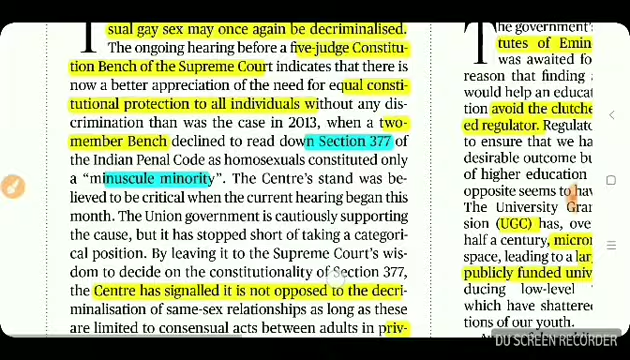 sual gay sex may once again be decriminalised.
The ongoing hearing before a five-judge Constitu-
tion Bench of the Supreme Court indicates that there is
now a better appreciation of the need for equal consti-
tutional protection to all individuals without any dis-
crimination than was the case in 2013, when a two-
member Bench declined to read down Section 377 of
the Indian Penal Code as homosexuals constituted only
a “minuscule minority”. The Centre’s stand was be-
lieved to be critical when the current hearing began this
month. The Union government is cautiously supporting
the cause, but it has stopped short of taking a categori-
cal position. By leaving it to the Supreme Court’s wis-
dom to decide on the constitutionality of Section 377,
the Centre has signalled it is not opposed to the decri-
minalisation of same-sex relationships as long as these
are limited to consensual acts between adults in priv-
The government’s
tutes of Emin
was awaited fo
reason that finding a
would help an educat
tion avoid the clutche
ed regulator. Regulato
to ensure that we ha
desirable outcome bu
of higher education
opposite seems to hav
The University Gran
sion (UGC) has, over
half a century, micron
space, leading to a lar
publicly funded univ
ducing low-level
which have shattered
tions of our youth.
DU SCREEN RECORDER